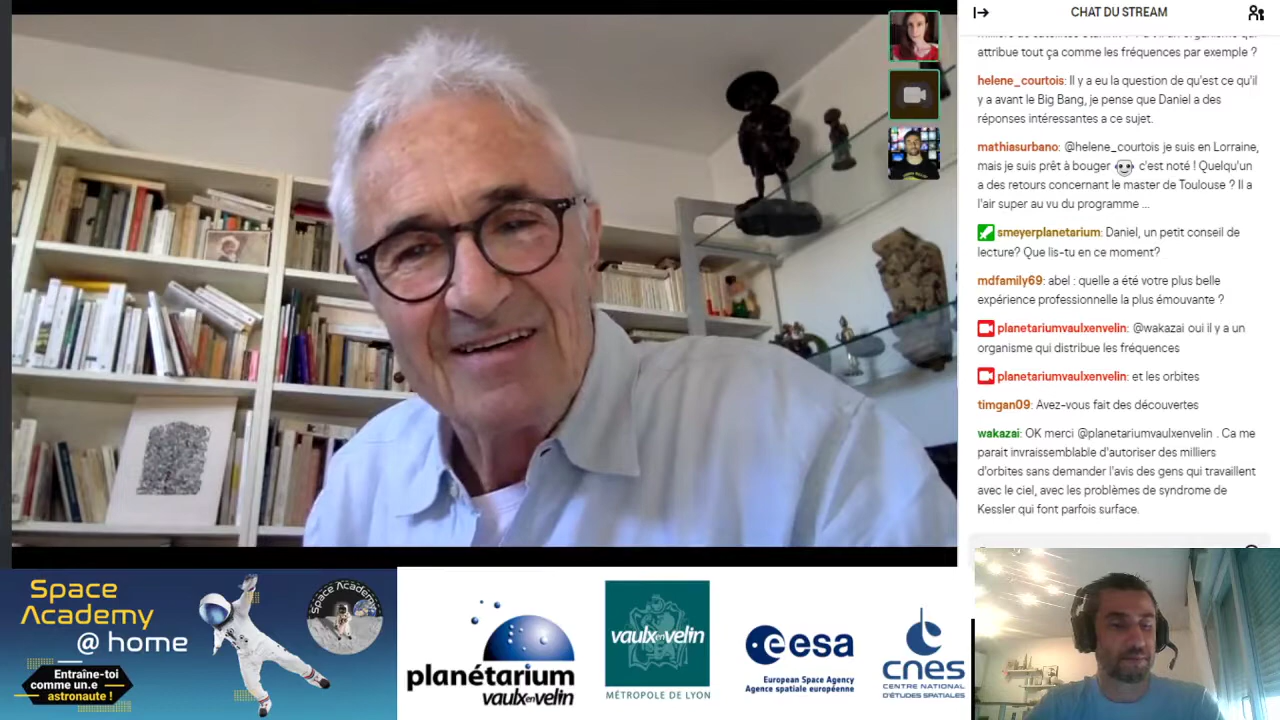 CHAT DU STREAM
attribue tout ça comme les fréquences par exemple ?
helene_courtois: Il y a eu la question de qu'est ce qu'il
y a avant le Big Bang, je pense que Daniel a des
réponses intéressantes a ce sujet.
mathiasurbano: @helene_courtois je suis en Lorraine,
mais je suis prêt à bouger c'est noté ! Quelqu'un
a des retours concernant le master de Toulouse ? Il a
l'air super au vu du programme ...
smeyerplanetarium: Daniel, un petit conseil de
lecture? Que lis-tu en ce moment?
mdfamily69: abel : quelle a été votre plus belle
expérience professionnelle la plus émouvante ?
planetariumvaulxenvelin: @wakazai oui il y a un
organisme qui distribue les fréquences
planetariumvaulxenvelin: et les orbites
timgan09: Avez-vous fait des découvertes
wakazai: OK merci @planetariumvaulxenvelin . Ca me
parait invraissemblable d'autoriser des milliers
d'orbites sans demander l'avis des gens qui travaillent
avec le ciel, avec les problèmes de syndrome de
Kessler qui font parfois surface.
Space
Academy
@ home
Entraîne-toi
comme un.e
astronaute !
Space Academy
planétarium
vaulxenvelin
vaulxenvelin
MÉTROPOLE DE LYON
esa
European Space Agency
Agence spatiale européenne
cnes
CENTRE NATIONAL
D'ÉTUDES SPATIALES